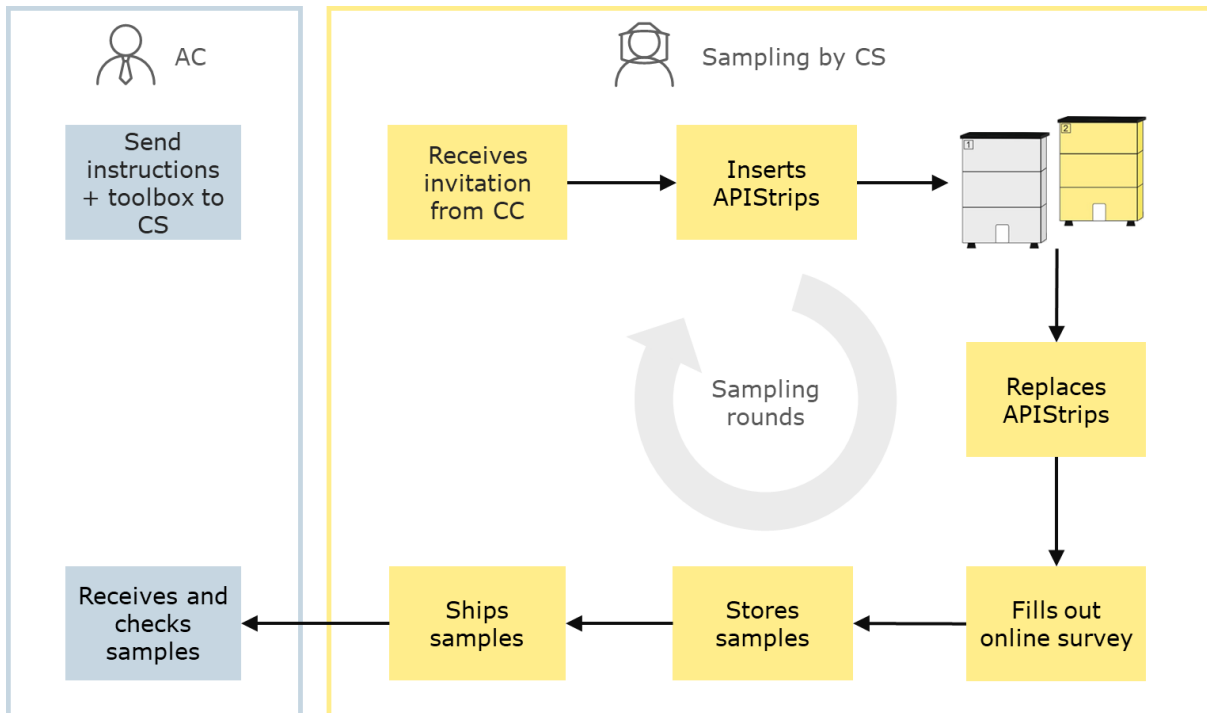 AC
Send
instructions
+ toolbox to
CS
Receives and
checks
samples
Sampling by CS
Receives
invitation
from CC
Inserts
APIStrips
1
2
Replaces
APIStrips
Sampling
rounds
Fills out
online survey
Stores
samples
Ships
samples